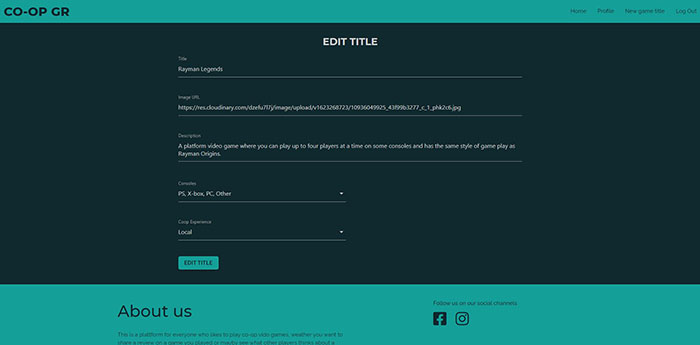 CO-OP GR
Home Profile New game title Log Out
EDIT TITLE
Title
Rayman Legends
Image URL
https://res.cloudinary.com/dzefu7l7j/image/upload/v1623268723/10936049925_43f99b3277_c_1_phk2c6.jpg
Description
A platform video game where you can play up to four players at a time on some consoles and has the same style of game play as
Rayman Origins.
Consoles
PS, X-box, PC, Other
Coop Experience
Local
EDIT TITLE
About us
Follow us on our social channels
This is a plattform for everyone who likes to play co-op vido games, weather you want to
share a review on a game you played or maybe see what other players thinks about a